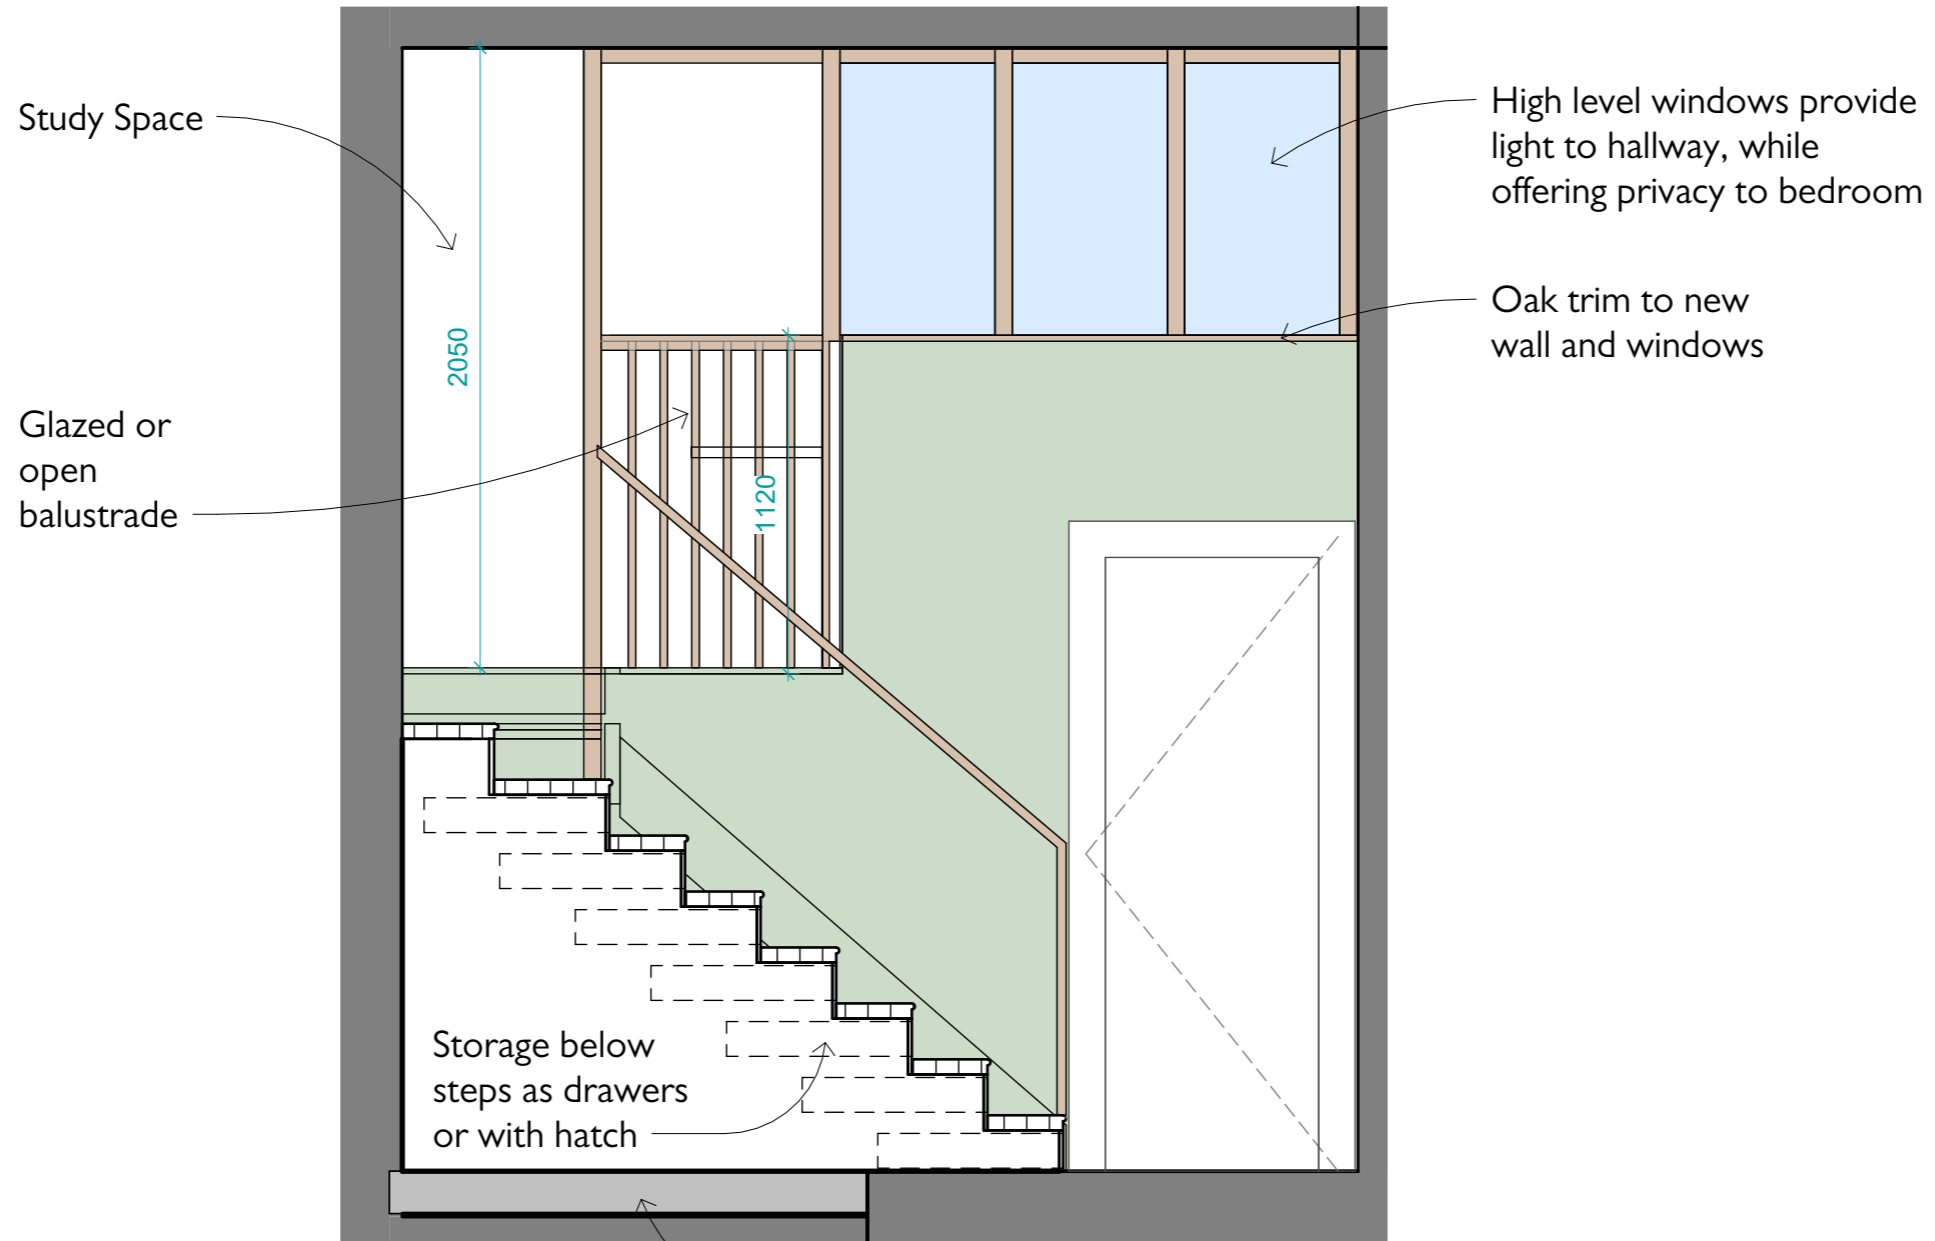 Study Space
High level windows provide
light to hallway, while
offering privacy to bedroom
Oak trim to new
wall and windows
2050
Glazed or
open
balustrade
1120
Storage below
steps as drawers
or with hatch